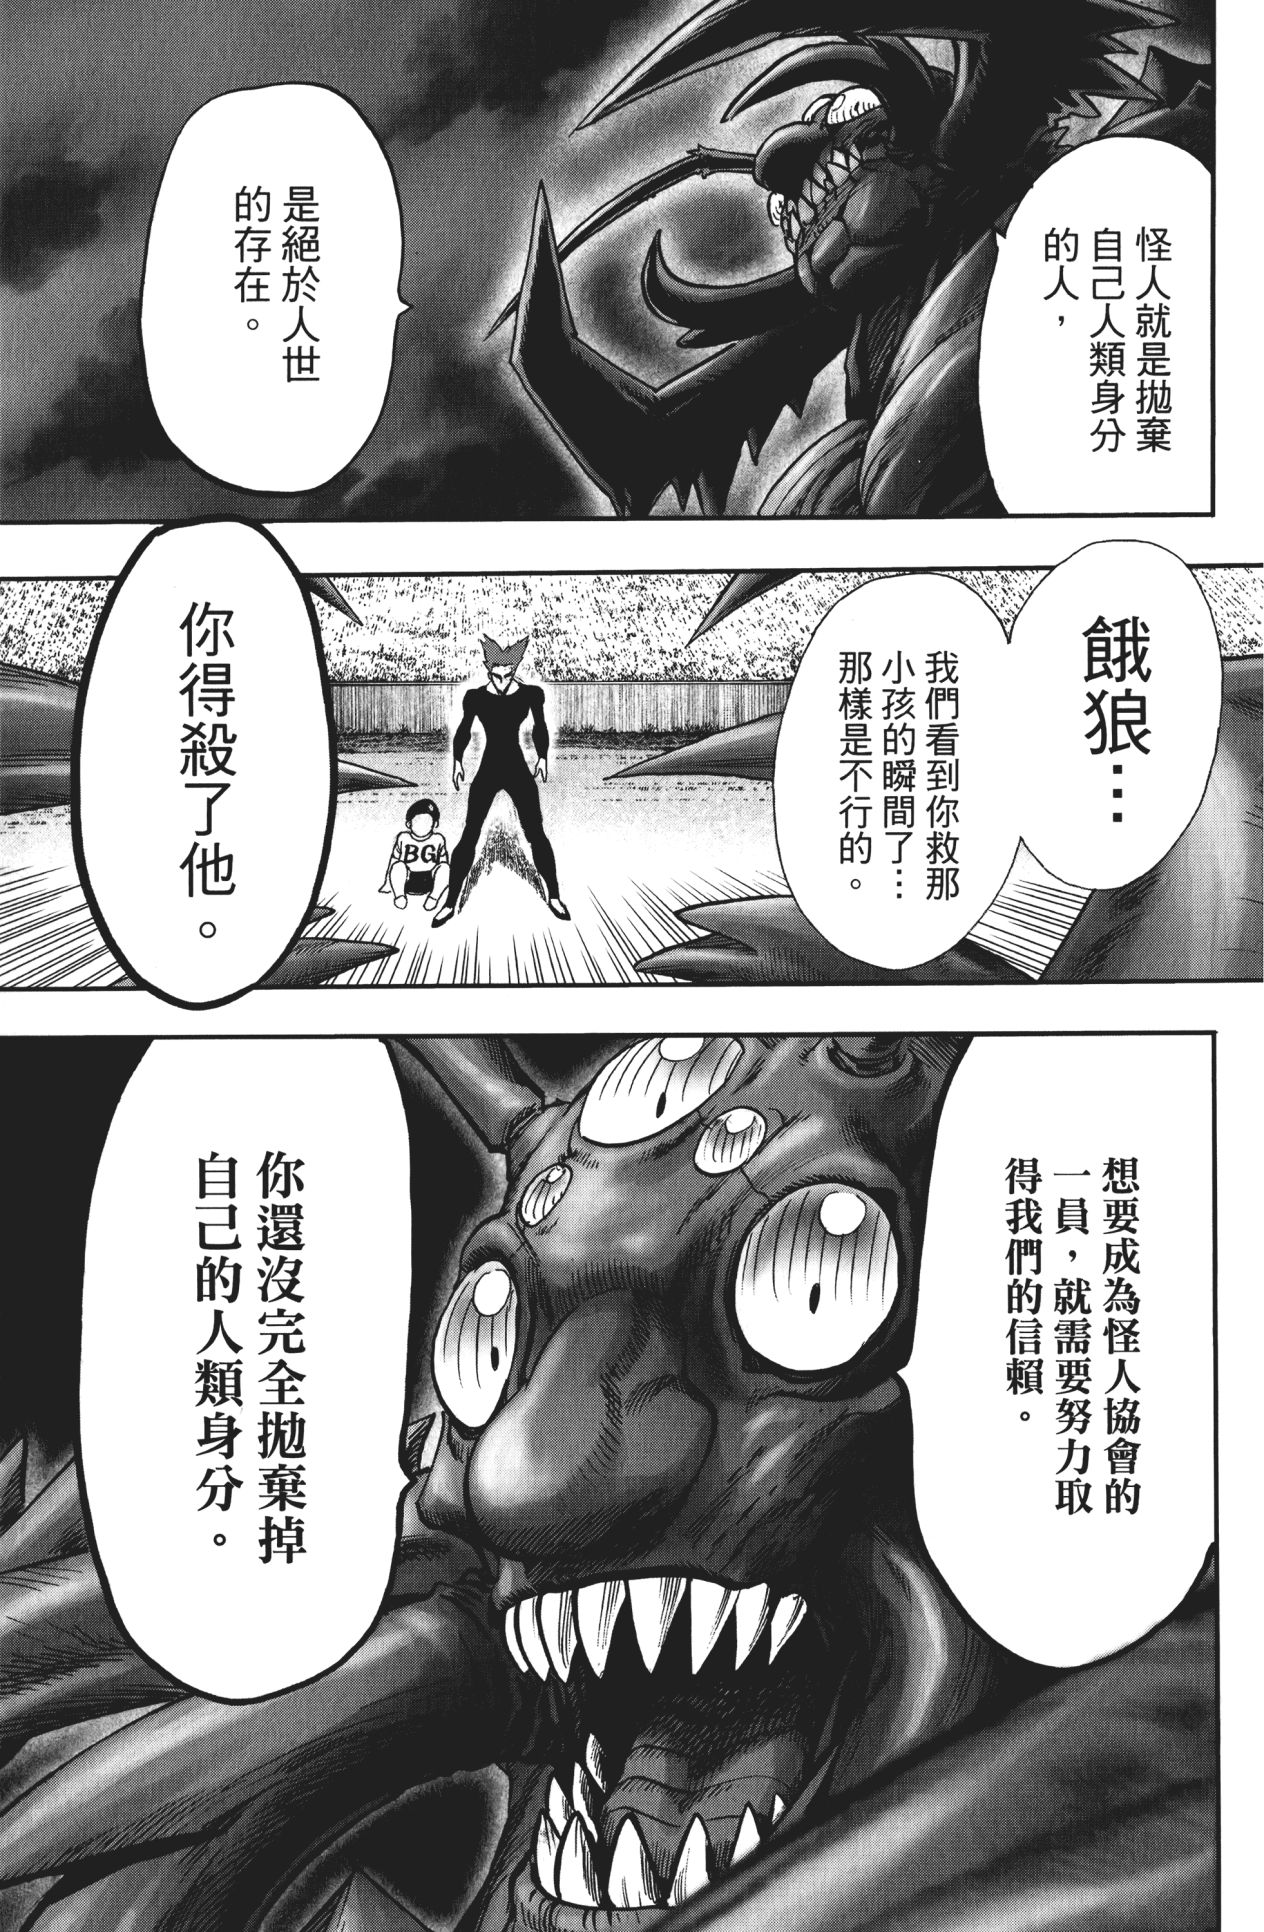 怪人就是拋棄
自己人類身分
的人，
是絕於人世
的存在。
餓狼⋯
我們看到你救那
小孩的瞬間了⋯
那樣是不行的。
BG
你得殺了他。
想要成為怪人協會的
一員，就需要努力取
得我們的信賴。
你還沒完全拋棄掉
自己的人類身分。